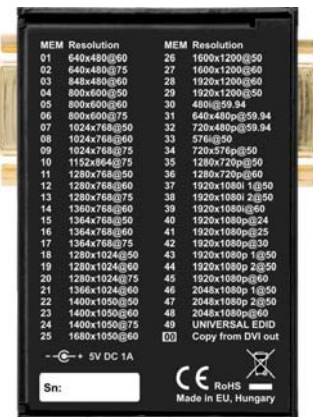 MEM Resolution
01 640x480@60
02 640x480@75
03 848x480@60
04 800x600@50
05 800x600@60
06 800x600@75
07 1024x768@50
08 1024x768@60
09 1024x768@75
10 1152x864@75
11 1280x768@50
12 1280x768@60
13 1280x768@75
14 1360x768@60
15 1364x768@50
16 1364x768@60
17 1364x768@75
18 1280x1024@50
19 1280x1024@60
20 1280x1024@75
21 1366x1024@60
22 1400x1050@50
23 1400x1050@60
24 1400x1050@75
25 1680x1050@60
MEM Resolution
26 1600x1200@50
27 1600x1200@60
28 1920x1200@50
29 1920x1200@60
30 480i@59.94
31 640x480p@59.94
32 720x480p@59.94
33 576i@50
34 720x576p@50
35 1280x720p@50
36 1280x720p@60
37 1920x1080i 1@50
38 1920x1080i 2@50
39 1920x1080i@60
40 1920x1080p@24
41 1920x1080p@25
42 1920x1080p@30
43 1920x1080p 1@50
44 1920x1080p 2@50
45 1920x1080p@60
46 2048x1080p 1@50
47 2048x1080p 2@50
48 2048x1080p@60
49 UNIVERSAL EDID
00 Copy from DVI out
5V DC 1A
Sn:
CE RoHS
Made in EU, Hungary